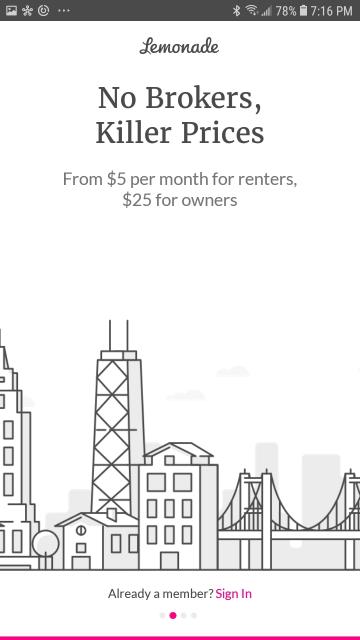 78% 7:16 PM
Lemonade
No Brokers,
Killer Prices
From $5 per month for renters,
$25 for owners
Already a member? Sign In